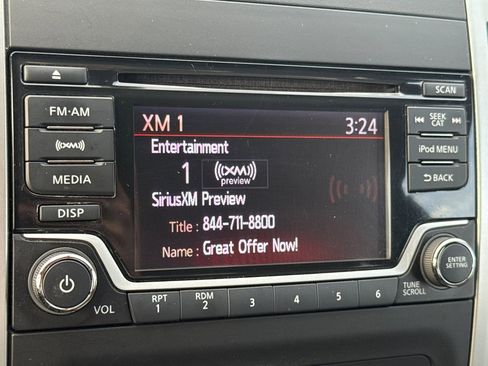 SCAN
FM·AM
XM 1 3:24
SEEK
CAT
Entertainment
1 ((XM))
preview
iPod MENU
MEDIA
SiriusXM Preview
BACK
DISP
Title : 844-711-8800
Name : Great Offer Now!
ENTER
SETTING
VOL
RPT
1
RDM
2
3
4
5
6
TUNE
SCROLL